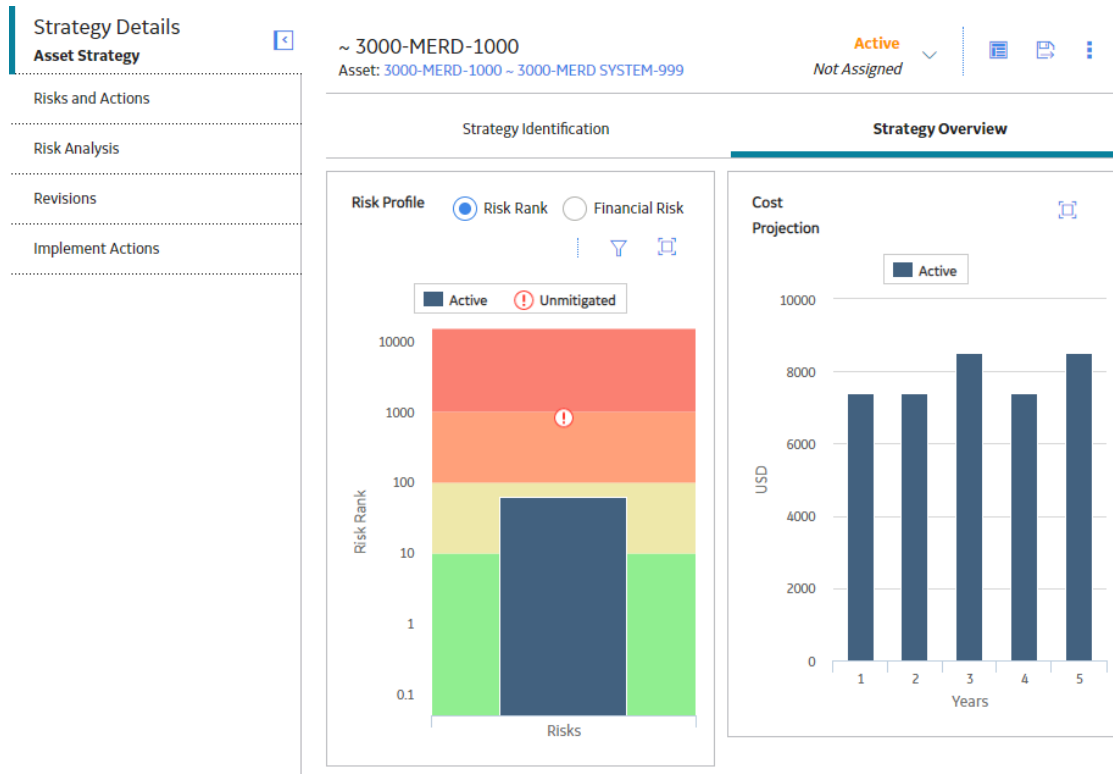 Strategy Details
Asset Strategy
Risks and Actions
Risk Analysis
Revisions
Implement Actions
~ 3000-MERD-1000
Asset: 3000-MERD-1000 ~ 3000-MERD SYSTEM-999
Active
Not Assigned
Strategy Identification
Strategy Overview
Risk Profile
Risk Rank
Financial Risk
Active
Unmitigated
10000
1000
100
10
1
0.1
Risk Rank
Risks
Cost
Projection
Active
10000
8000
6000
4000
2000
0
USD
1 2 3 4 5
Years